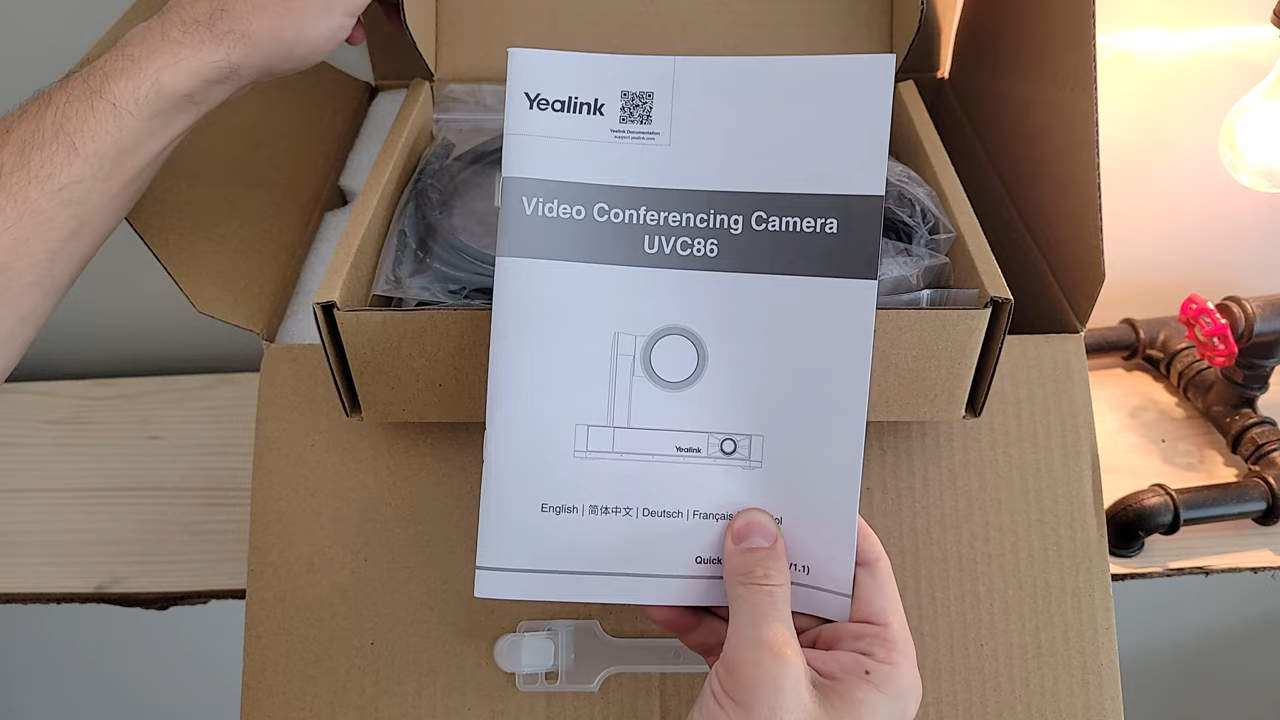 Yealink
Yealink Documentation
support.yealink.com
Video Conferencing Camera
UVC86
Yealink
English | 简体中文 | Deutsch | Français
Quick